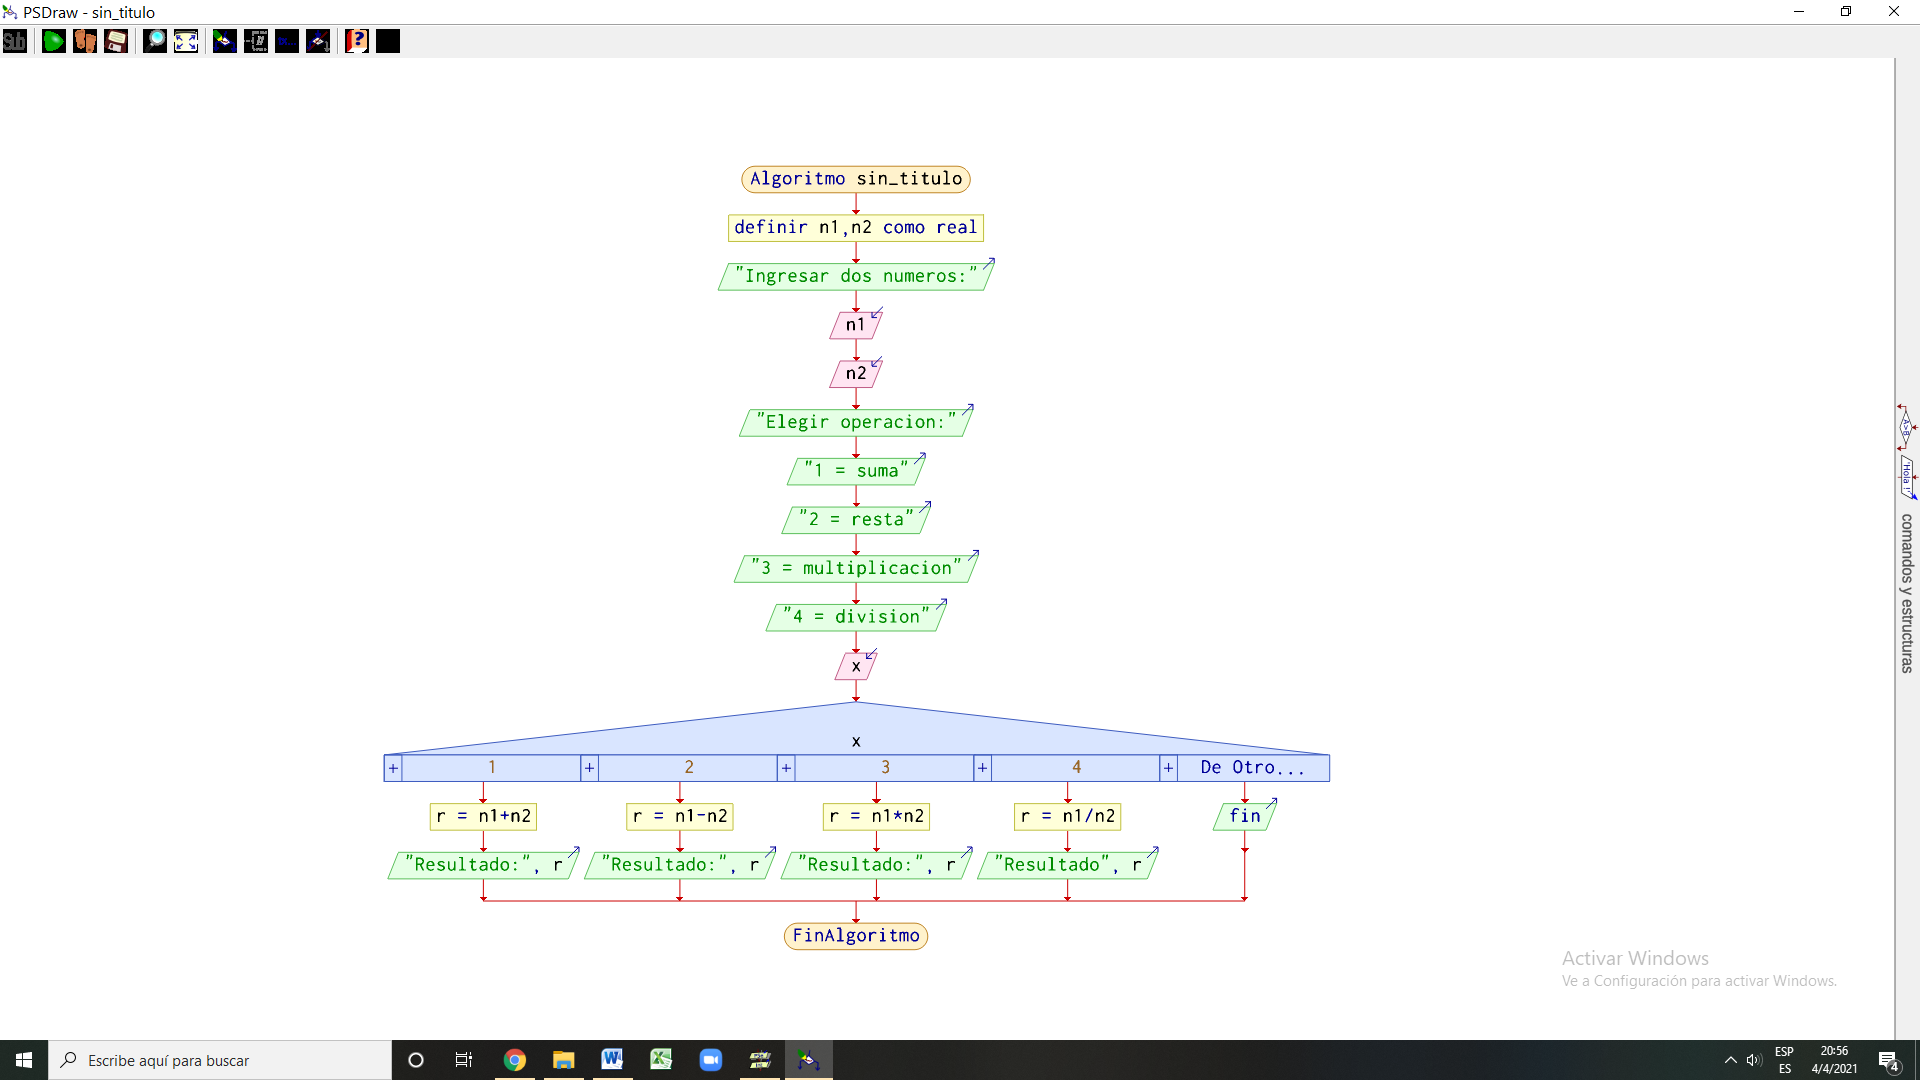 PSDraw - sin_titulo
Sub
Algoritmo sin_titulo
definir n1,n2 como real
"Ingresar dos numeros:"
n1
n2
"Elegir operacion:"
"1 = suma"
"2 = resta"
"3 = multiplicacion"
"4 = division"
x
x
+ 1 + 2 + 3 + 4 + De Otro...
r = n1+n2 r = n1-n2 r = n1*n2 r = n1/n2 fin
"Resultado:", r "Resultado:", r "Resultado:", r "Resultado", r
FinAlgoritmo
A>B
'Hola !'
comandos y estructuras
Activar Windows
Ve a Configuración para activar Windows.
Escribe aquí para buscar
ESP
ES
20:56
4/4/2021
4